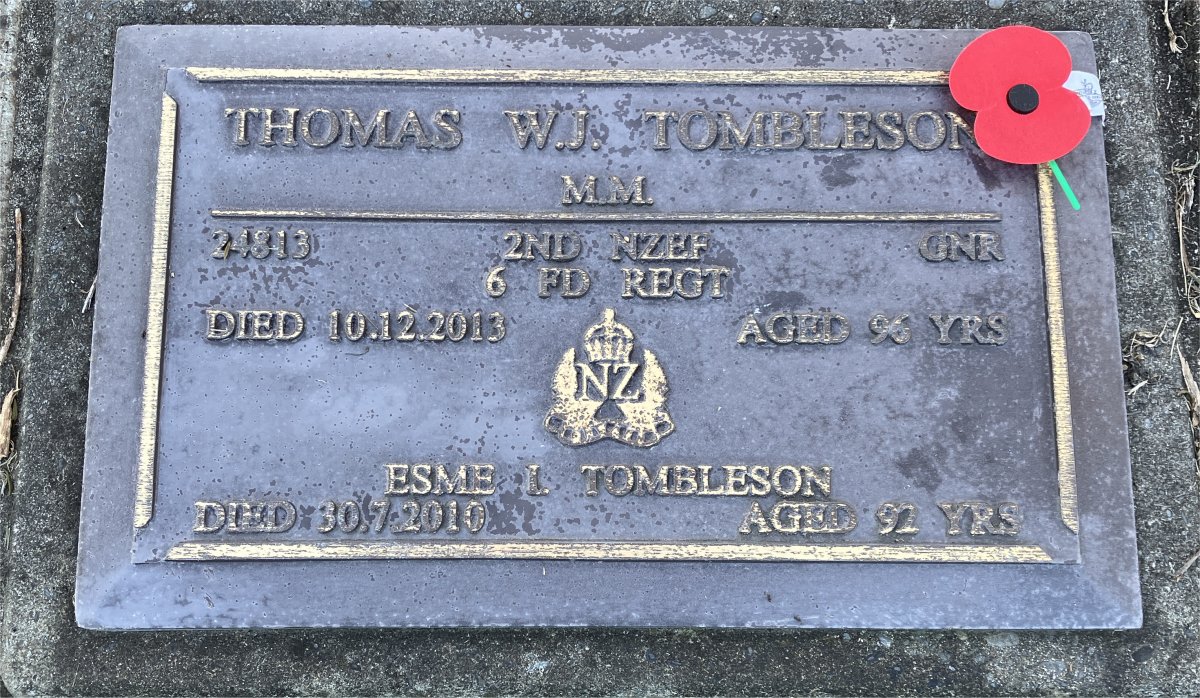 THOMAS W.J. TOMBLESON
M.M.
24813 2ND NZEF GNR
6 FD REGT
DIED 10.12.2013 AGED 96 YRS
NZ
ESME I. TOMBLESON
DIED 30.7.2010 AGED 92 YRS